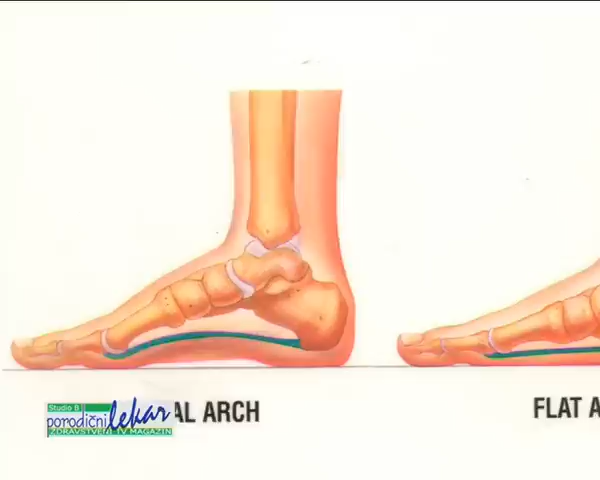 AL ARCH
FLAT A
Studio B
porodični lekar
ZDRAVSTVENI TV MAGAZIN